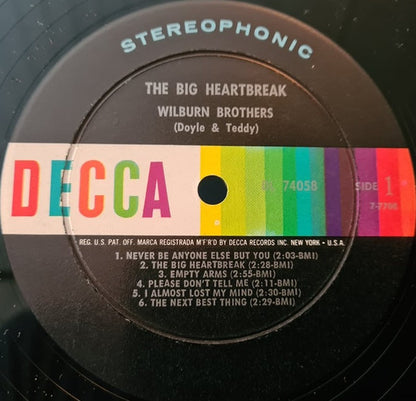 STEREOPHONIC
THE BIG HEARTBREAK
WILBURN BROTHERS
(Doyle & Teddy)
DECCA
74058
SIDE 1
REG. U.S. PAT. OFF. MARCA REGISTRADA M'F'R'D BY DECCA RECORDS INC. NEW YORK • U.S.A.
1. NEVER BE ANYONE ELSE BUT YOU (2:03-BMI)
2. THE BIG HEARTBREAK (2:28-BMI)
3. EMPTY ARMS (2:55-BMI)
4. PLEASE DON'T TELL ME (2:11-BMI)
5. I ALMOST LOST MY MIND (2:30-BMI)
6. THE NEXT BEST THING (2:29-BMI)